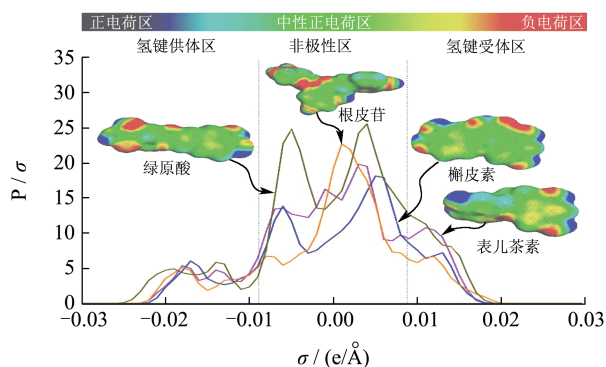 正电荷区 中性正电荷区 负电荷区
氢键供体区 非极性区 氢键受体区
根皮苷
绿原酸
槲皮素
表儿茶素
P / σ
35
30
25
20
15
10
5
0
−0.03 −0.02 −0.01 0.00 0.01 0.02 0.03
σ / (e/Å)